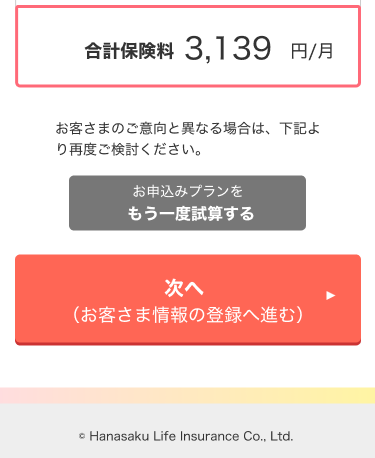 合計保険料 3,139 円/月
お客さまのご意向と異なる場合は、下記よ
り再度ご検討ください。
お申込みプランを
もう一度試算する
次へ
（お客さま情報の登録へ進む）
© Hanasaku Life Insurance Co., Ltd.